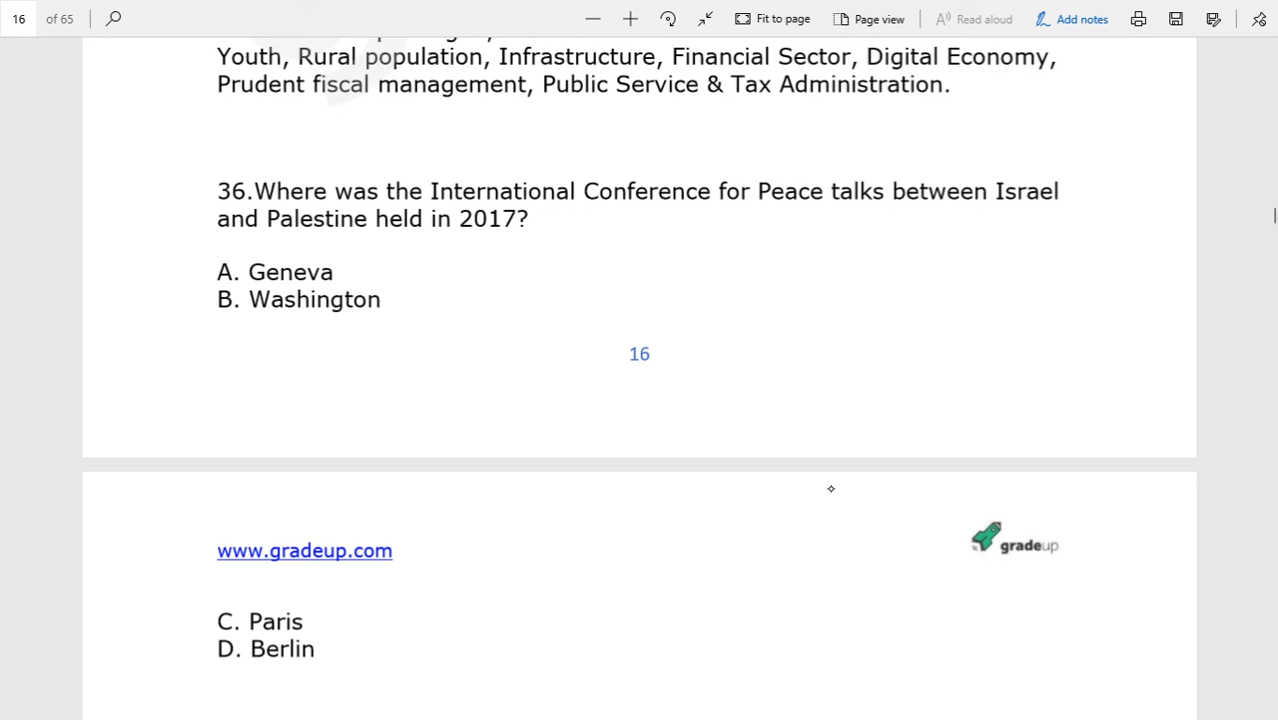 16 of 65 Fit to page Page view Read aloud Add notes
Youth, Rural population, Infrastructure, Financial Sector, Digital Economy,
Prudent fiscal management, Public Service & Tax Administration.
36.Where was the International Conference for Peace talks between Israel
and Palestine held in 2017?
A. Geneva
B. Washington
16
www.gradeup.com
gradeup
C. Paris
D. Berlin